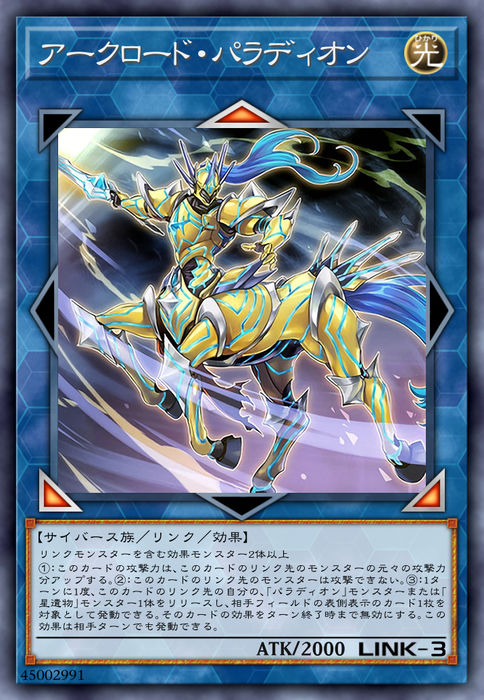 アークロード・パラディオン
ひかり
光
【サイバース族／リンク／効果】
リンクモンスターを含む効果モンスター2体以上
①：このカードの攻撃力は、このカードのリンク先のモンスターの元々の攻撃力
分アップする。②：このカードのリンク先のモンスターは攻撃できない。③：1タ
ーンに1度、このカードのリンク先の自分の、「パラディオン」モンスターまたは「
星遺物」モンスター1体をリリースし、相手フィールドの表側表示のカード1枚を
対象として発動できる。そのカードの効果をターン終了時まで無効にする。この
効果は相手ターンでも発動できる。
ATK/2000 LINK-3
45002991